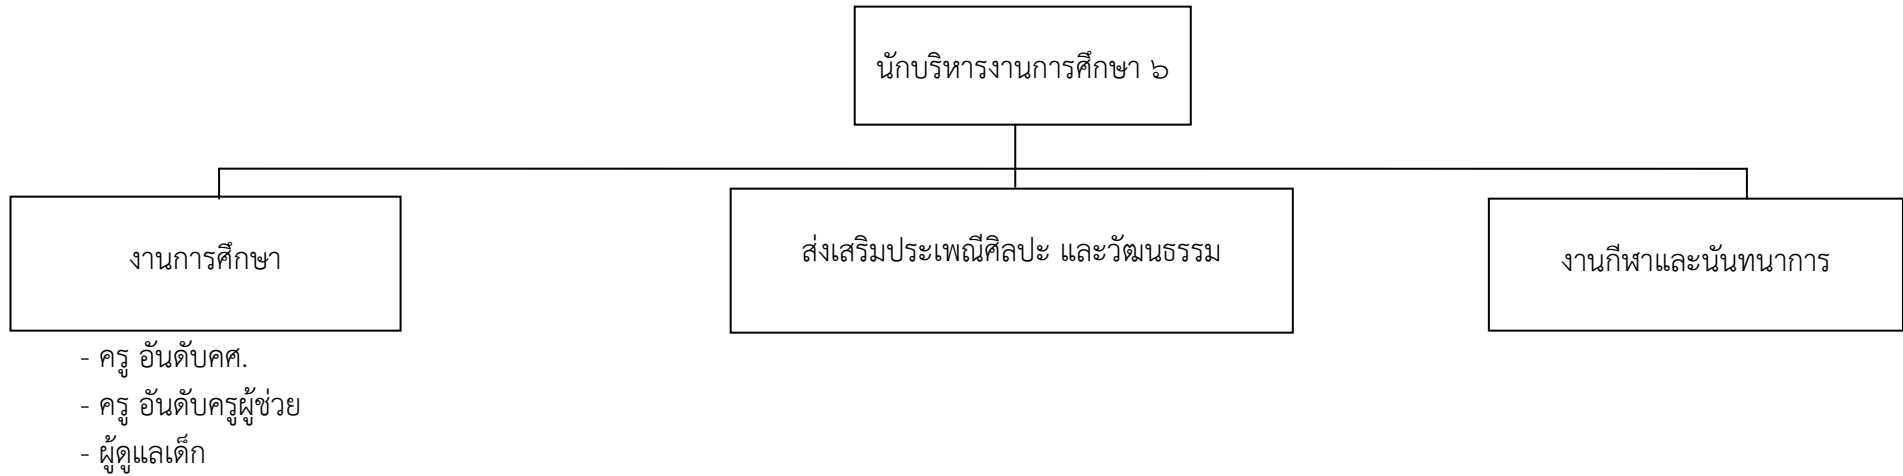 นักบริหารงานการศึกษา ๖
งานการศึกษา
ส่งเสริมประเพณีศิลปะ และวัฒนธรรม
งานกีฬาและนันทนาการ
- ครู อันดับคศ.
- ครู อันดับครูผู้ช่วย
- ผู้ดูแลเด็ก